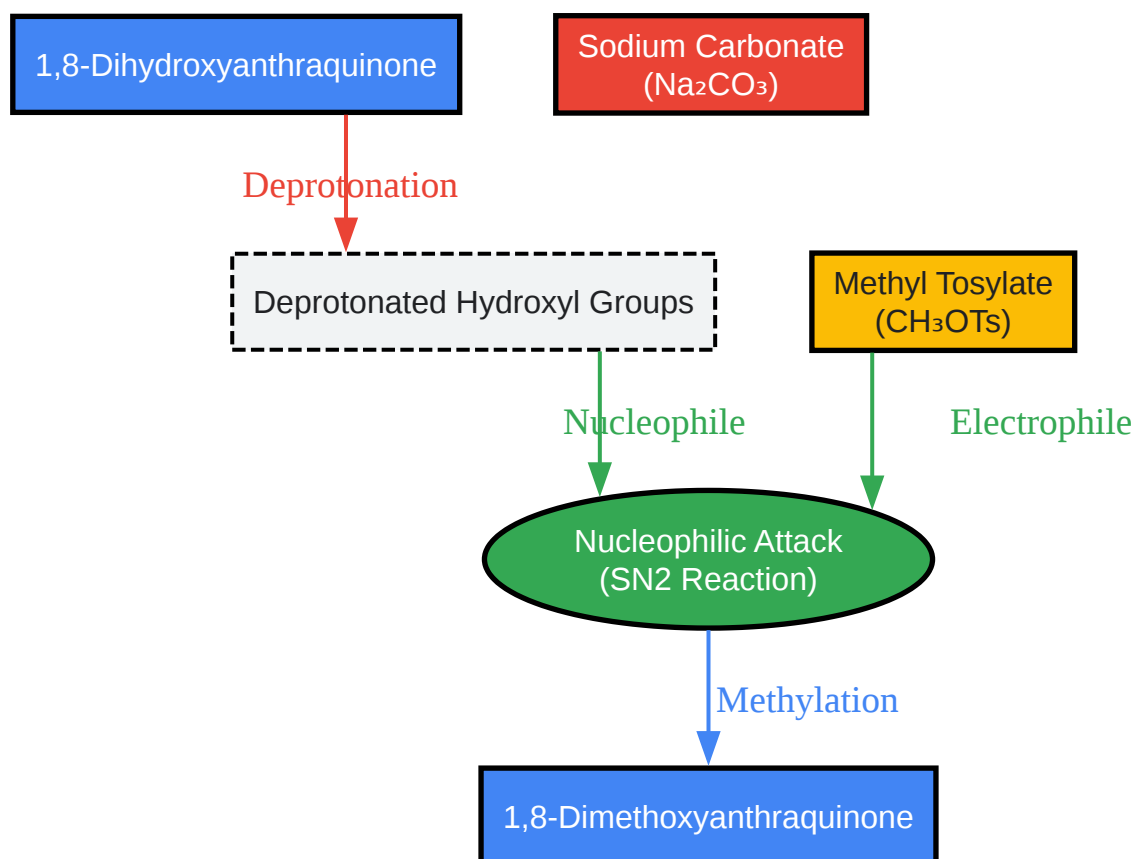 1,8-Dihydroxyanthraquinone
Sodium Carbonate
(Na₂CO₃)
Deprotonation
Deprotonated Hydroxyl Groups
Methyl Tosylate
(CH₃OTs)
Nucleophile
Electrophile
Nucleophilic Attack
(SN2 Reaction)
Methylation
1,8-Dimethoxyanthraquinone